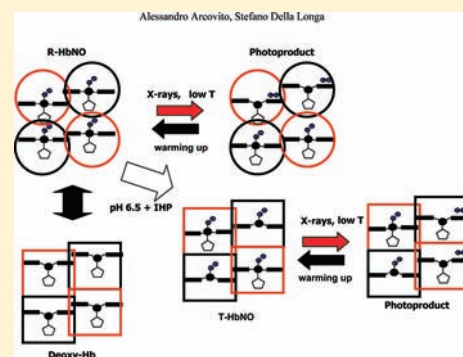 Alessandro Arcovito, Stefano Della Longa
R-HbNO
Photoproduct
X-rays, low T
warming up
pH 6.5 + IHP
X-rays, low T
warming up
T-HbNO
Photoproduct
Deoxy-Hb